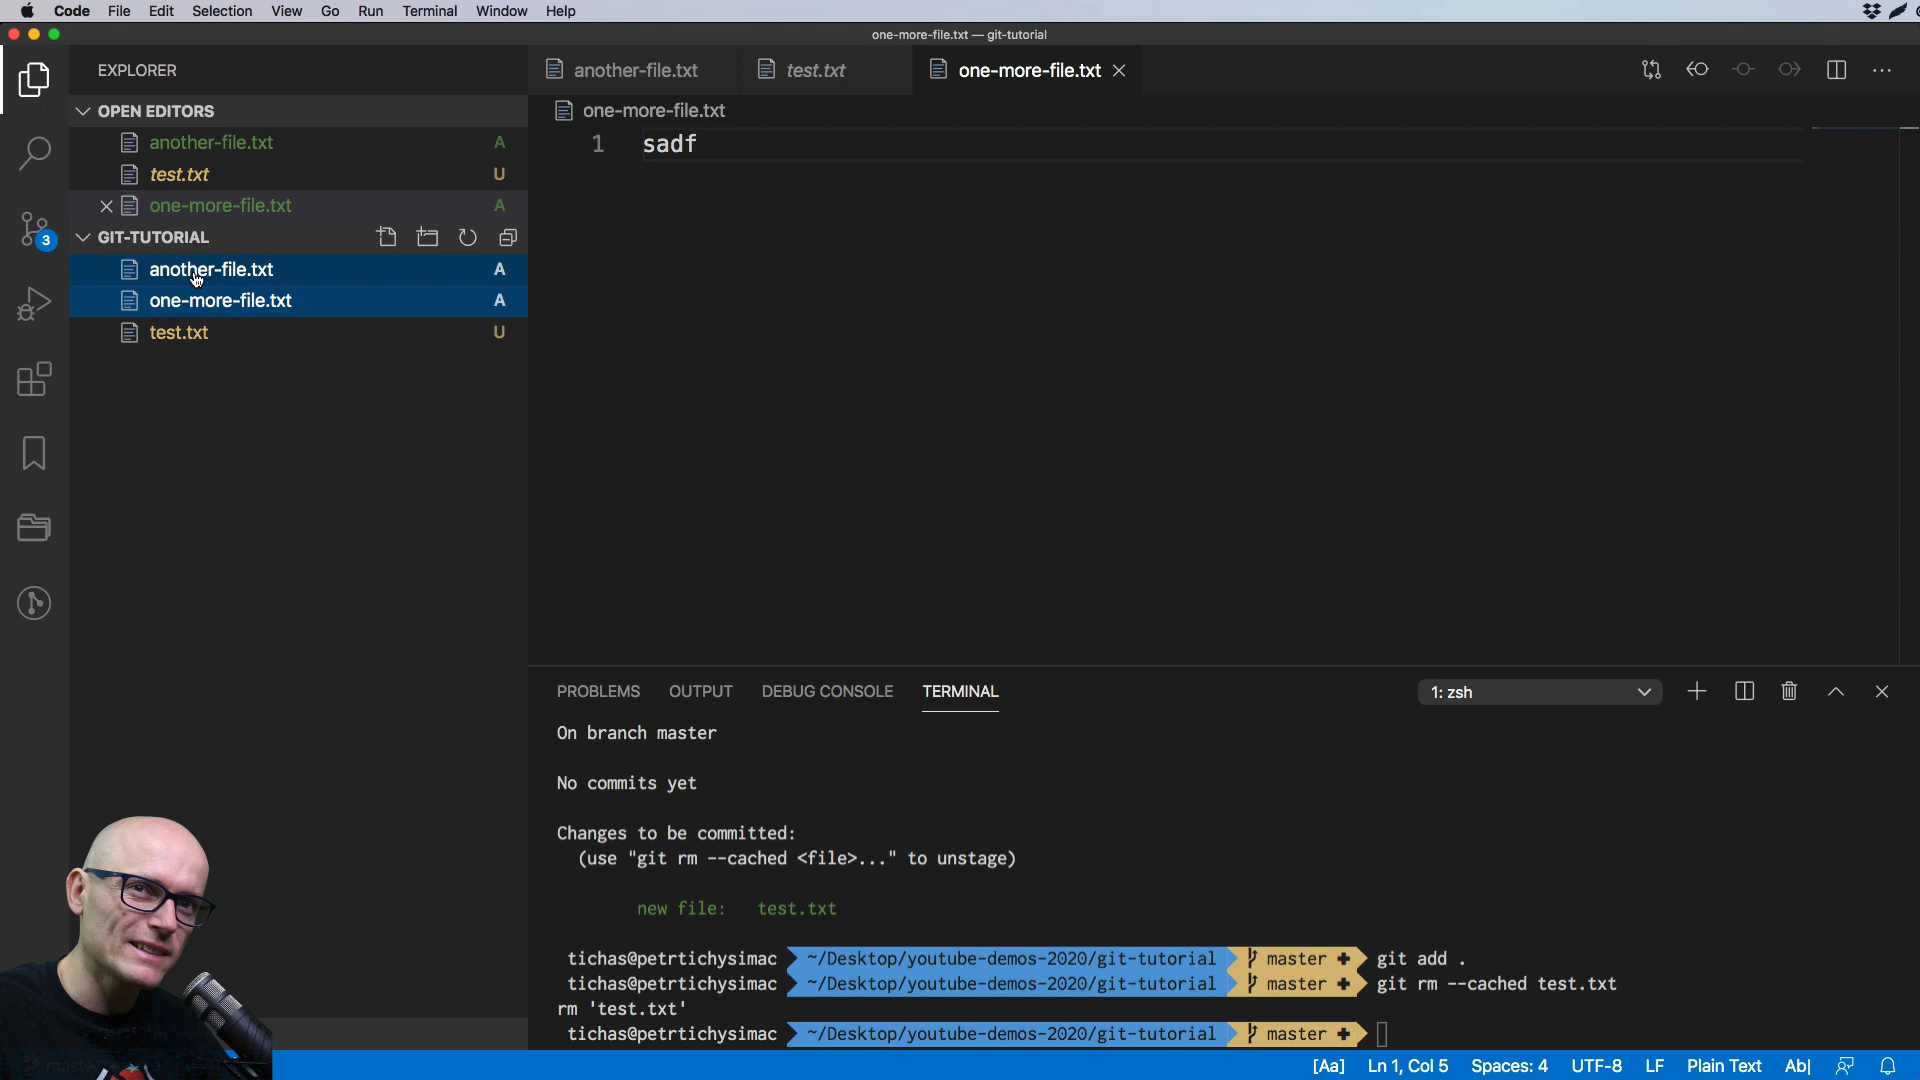 Code File Edit Selection View Go Run Terminal Window Help
one-more-file.txt — git-tutorial
EXPLORER
another-file.txt
test.txt
one-more-file.txt
OPEN EDITORS
one-more-file.txt
another-file.txt A
test.txt U
one-more-file.txt A
1 sadf
3
GIT-TUTORIAL
another-file.txt A
one-more-file.txt A
test.txt U
PROBLEMS OUTPUT DEBUG CONSOLE TERMINAL
1: zsh
On branch master
No commits yet
Changes to be committed:
(use "git rm --cached <file>..." to unstage)
new file: test.txt
tichas@petrtichysimac ~/Desktop/youtube-demos-2020/git-tutorial master git add .
tichas@petrtichysimac ~/Desktop/youtube-demos-2020/git-tutorial master git rm --cached test.txt
rm 'test.txt'
tichas@petrtichysimac ~/Desktop/youtube-demos-2020/git-tutorial master
[Aa] Ln 1, Col 5 Spaces: 4 UTF-8 LF Plain Text Ab|